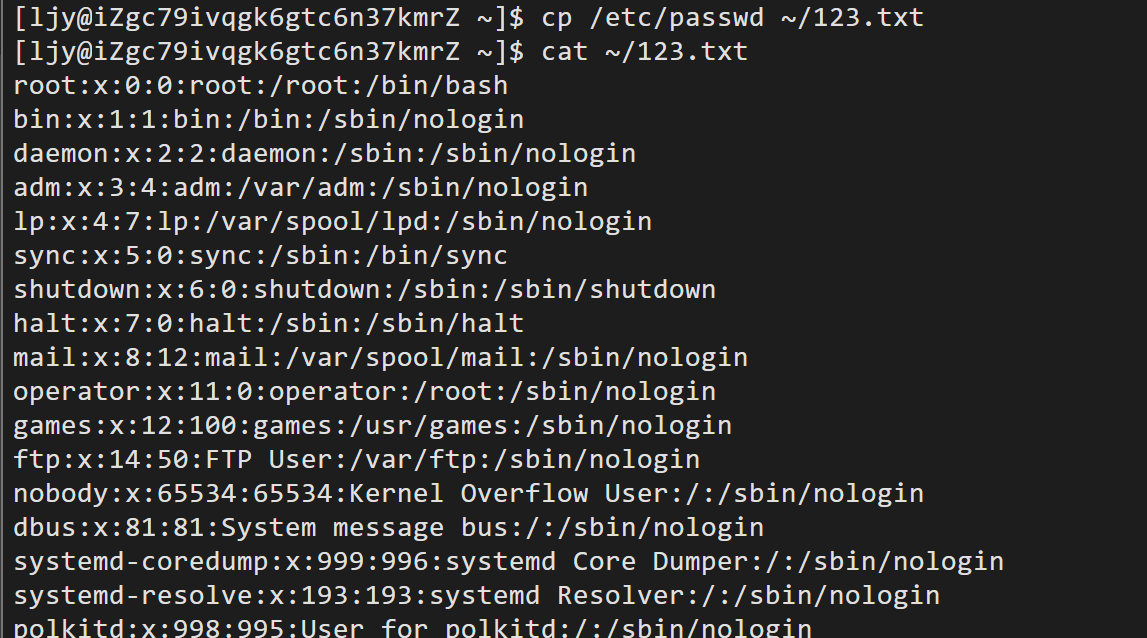 [ljy@iZgc79ivqgk6gtc6n37kmrZ ~]$ cp /etc/passwd ~/123.txt
[ljy@iZgc79ivqgk6gtc6n37kmrZ ~]$ cat ~/123.txt
root:x:0:0:root:/root:/bin/bash
bin:x:1:1:bin:/bin:/sbin/nologin
daemon:x:2:2:daemon:/sbin:/sbin/nologin
adm:x:3:4:adm:/var/adm:/sbin/nologin
lp:x:4:7:lp:/var/spool/lpd:/sbin/nologin
sync:x:5:0:sync:/sbin:/bin/sync
shutdown:x:6:0:shutdown:/sbin:/sbin/shutdown
halt:x:7:0:halt:/sbin:/sbin/halt
mail:x:8:12:mail:/var/spool/mail:/sbin/nologin
operator:x:11:0:operator:/root:/sbin/nologin
games:x:12:100:games:/usr/games:/sbin/nologin
ftp:x:14:50:FTP User:/var/ftp:/sbin/nologin
nobody:x:65534:65534:Kernel Overflow User:/:/sbin/nologin
dbus:x:81:81:System message bus:/:/sbin/nologin
systemd-coredump:x:999:996:systemd Core Dumper:/:/sbin/nologin
systemd-resolve:x:193:193:systemd Resolver:/:/sbin/nologin
polkitd:x:998:995:User for polkitd:/:/sbin/nologin